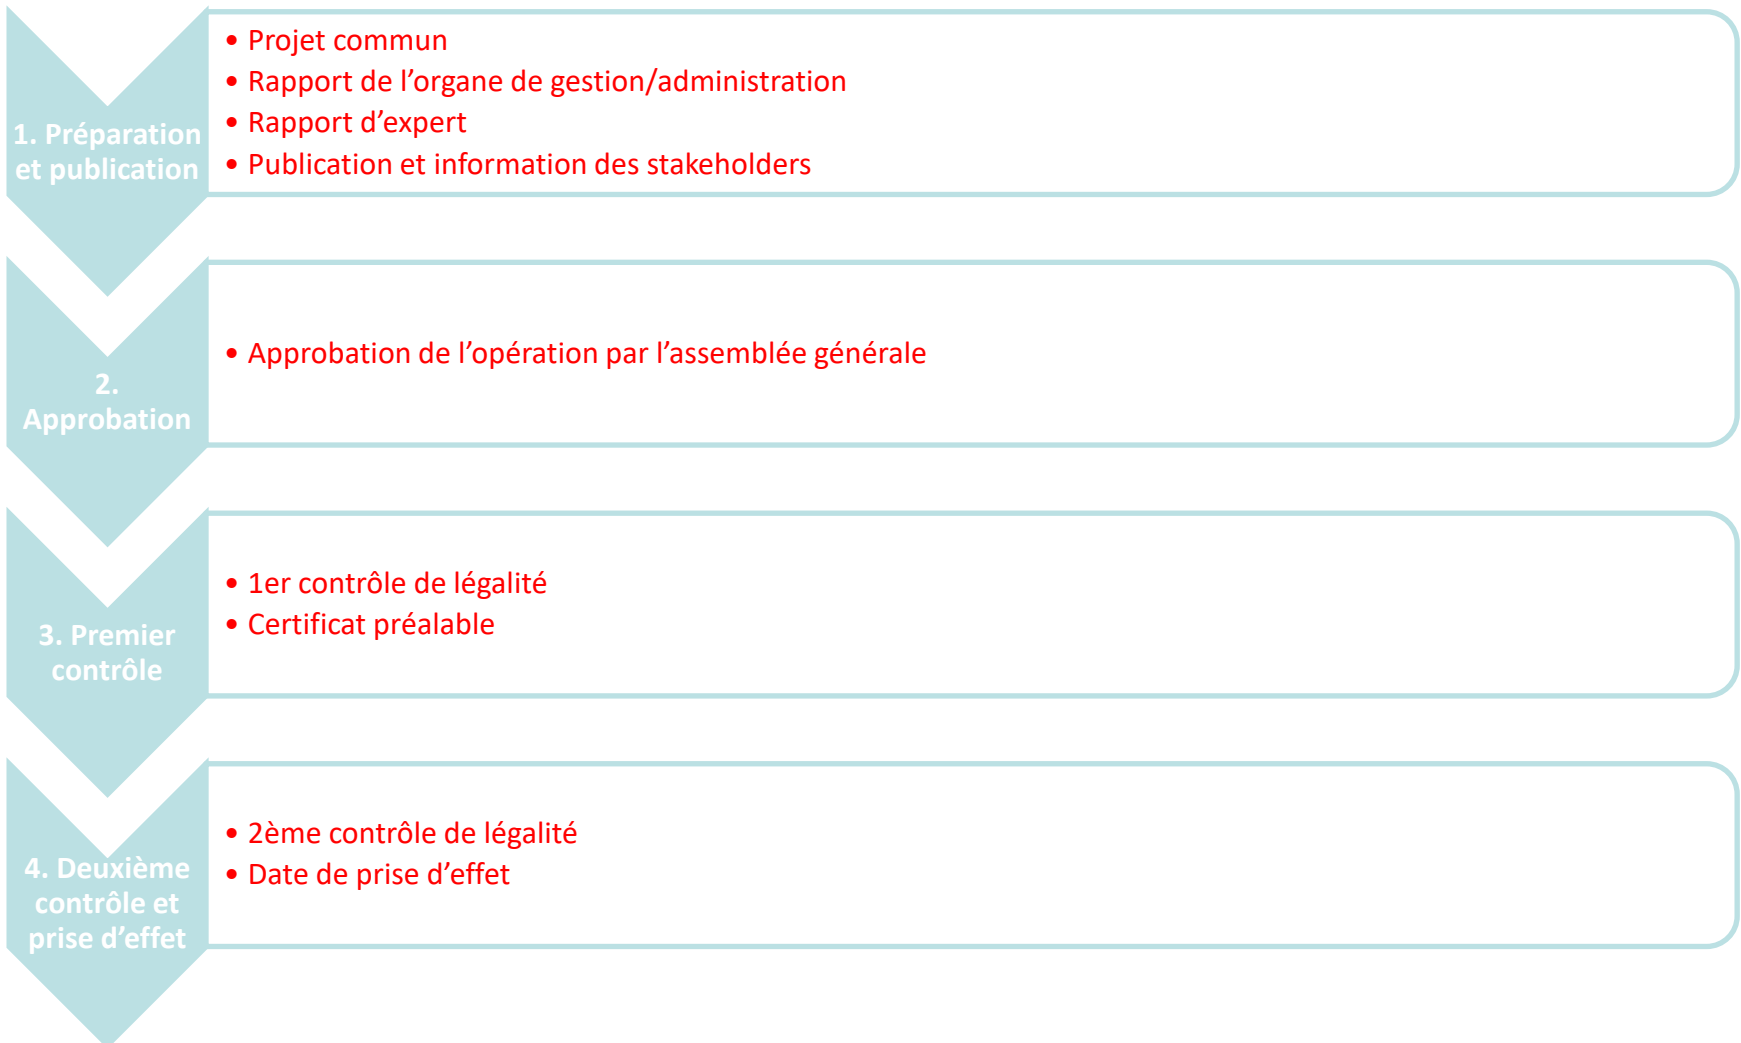 1. Préparation
et publication
• Projet commun
• Rapport de l’organe de gestion/administration
• Rapport d’expert
• Publication et information des stakeholders
2.
Approbation
• Approbation de l’opération par l’assemblée générale
3. Premier
contrôle
• 1er contrôle de légalité
• Certificat préalable
4. Deuxième
contrôle et
prise d’effet
• 2ème contrôle de légalité
• Date de prise d’effet